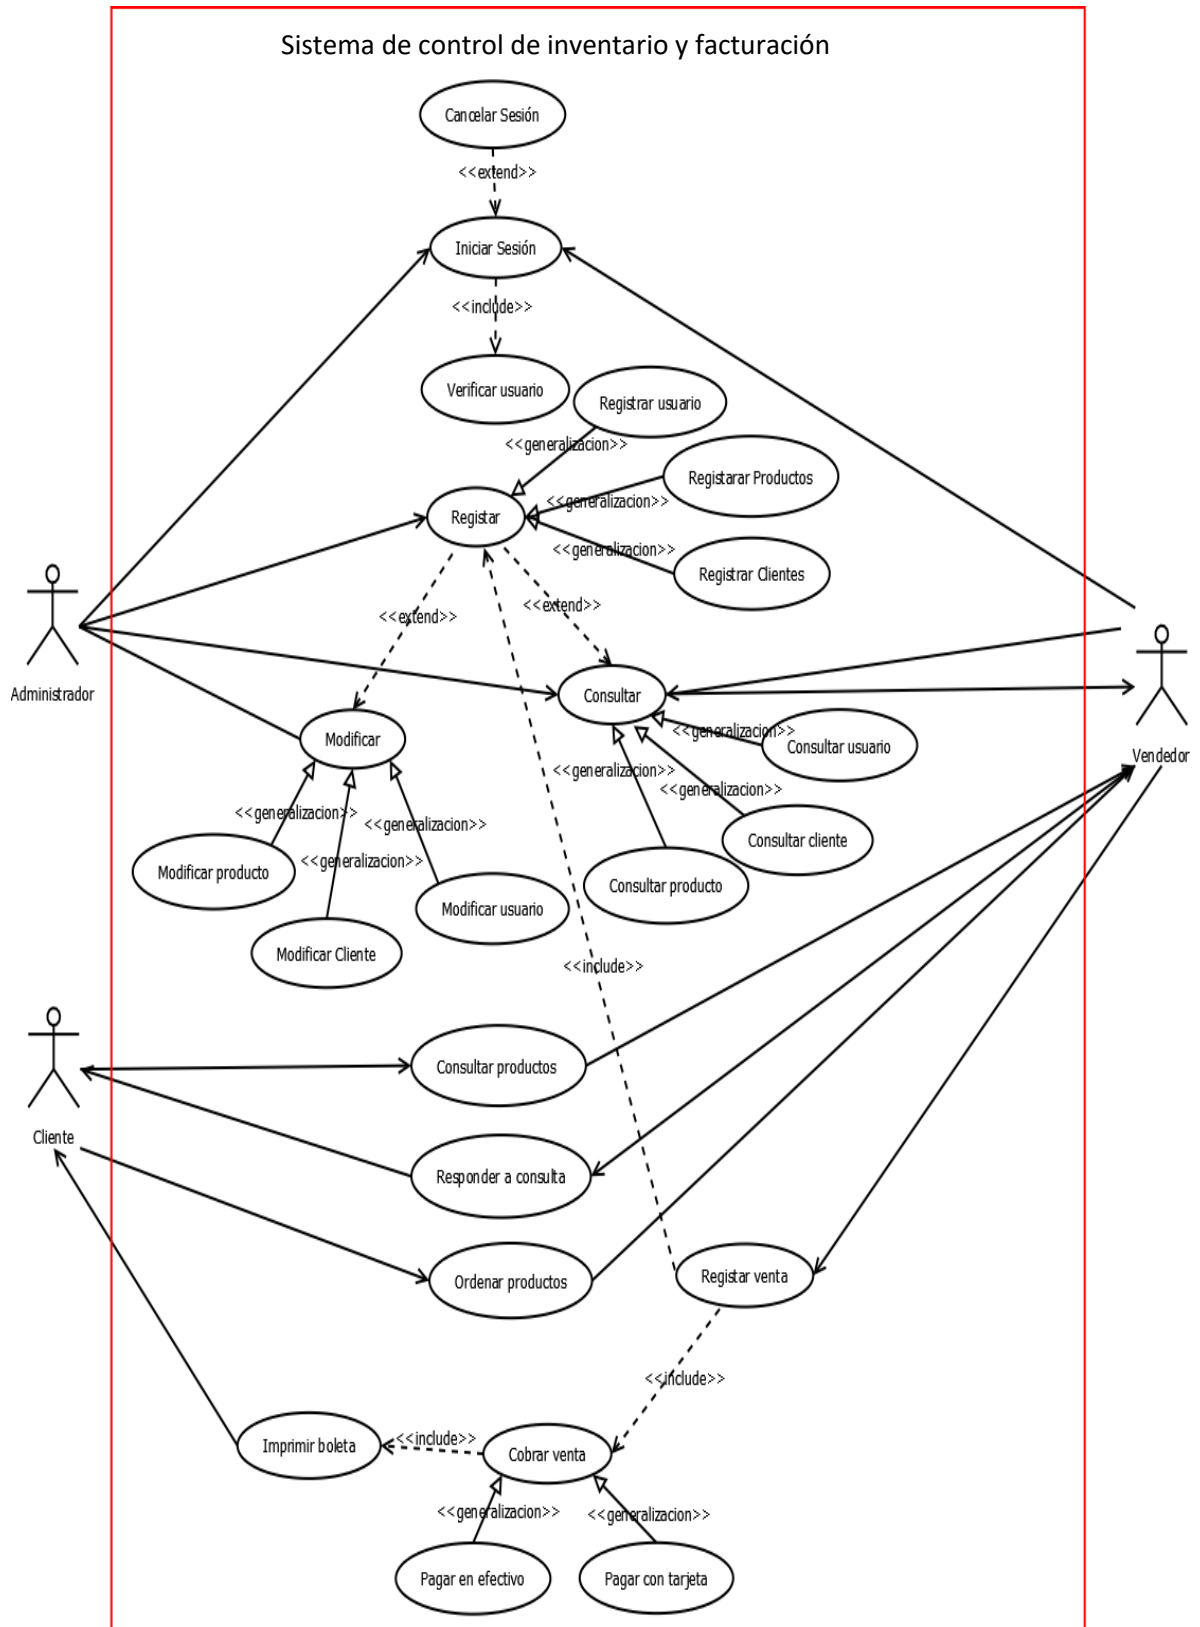 Sistema de control de inventario y facturación
Cancelar Sesión
<<extend>>
Iniciar Sesión
<<include>>
Verificar usuario
Registrar usuario
<<generalizacion>>
Registarar Productos
<<generalizacion>>
Registar
<<generalizacion>>
Registrar Clientes
<<extend>>
<<extend>>
Administrador
Consultar
<<generalizacion>>
Modificar
Consultar usuario
Vendedor
<<generalizacion>>
<<generalizacion>>
<<generalizacion>>
<<generalizacion>>
Consultar cliente
<<generalizacion>>
Modificar producto
Consultar producto
Modificar usuario
Modificar Cliente
<<include>>
Consultar productos
Cliente
Responder a consulta
Ordenar productos
Registar venta
<<include>>
Imprimir boleta
<<include>>
Cobrar venta
<<generalizacion>>
<<generalizacion>>
Pagar en efectivo
Pagar con tarjeta